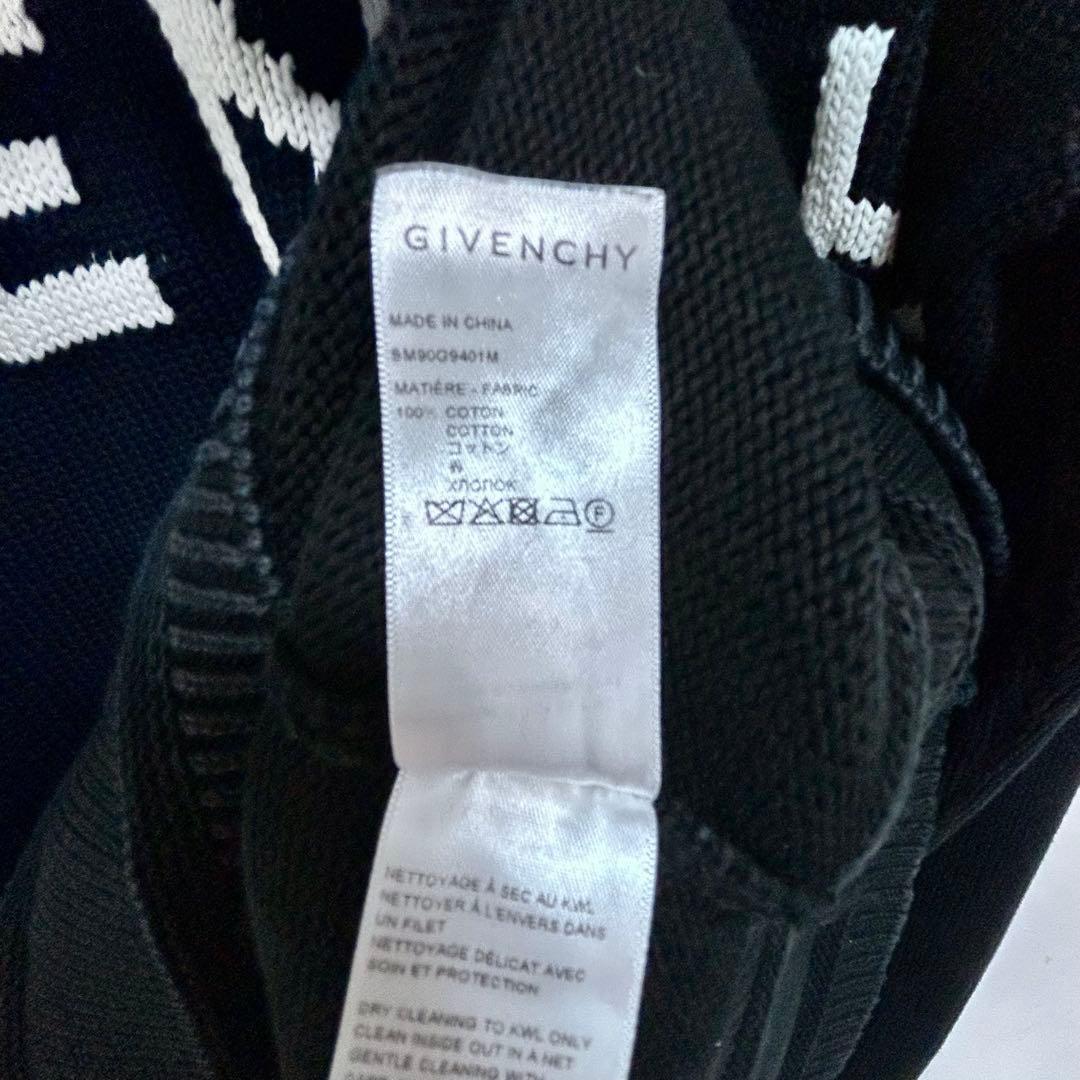 GIVENCHY
MADE IN CHINA
BM90G9401M
MATIÈRE - FABRIC
100% COTON
COTTON
コットン
棉
ХЛОПОК
F
NETTOYAGE À SEC AU KWL
NETTOYER À L'ENVERS DANS
UN FILET
NETTOYAGE DÉLICAT AVEC
SOIN ET PROTECTION
DRY CLEANING TO KWL ONLY
CLEAN INSIDE OUT IN A NET
GENTLE CLEANING WITH